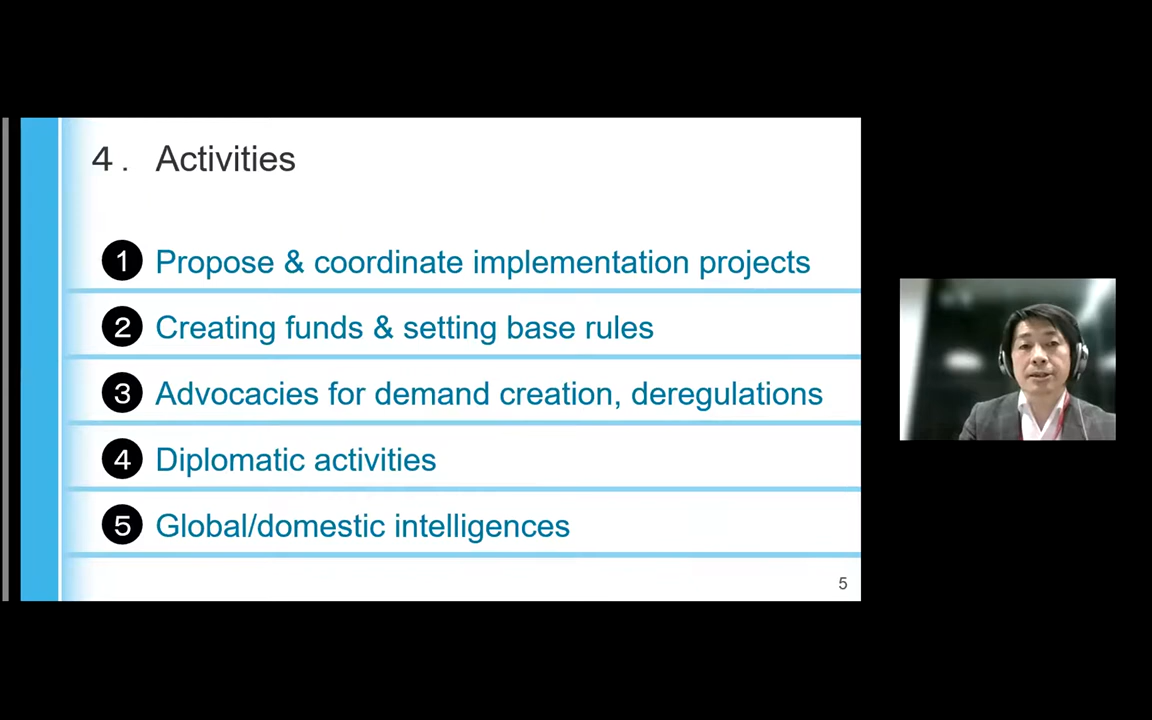 4． Activities
1 Propose & coordinate implementation projects
2 Creating funds & setting base rules
3 Advocacies for demand creation, deregulations
4 Diplomatic activities
5 Global/domestic intelligences
5